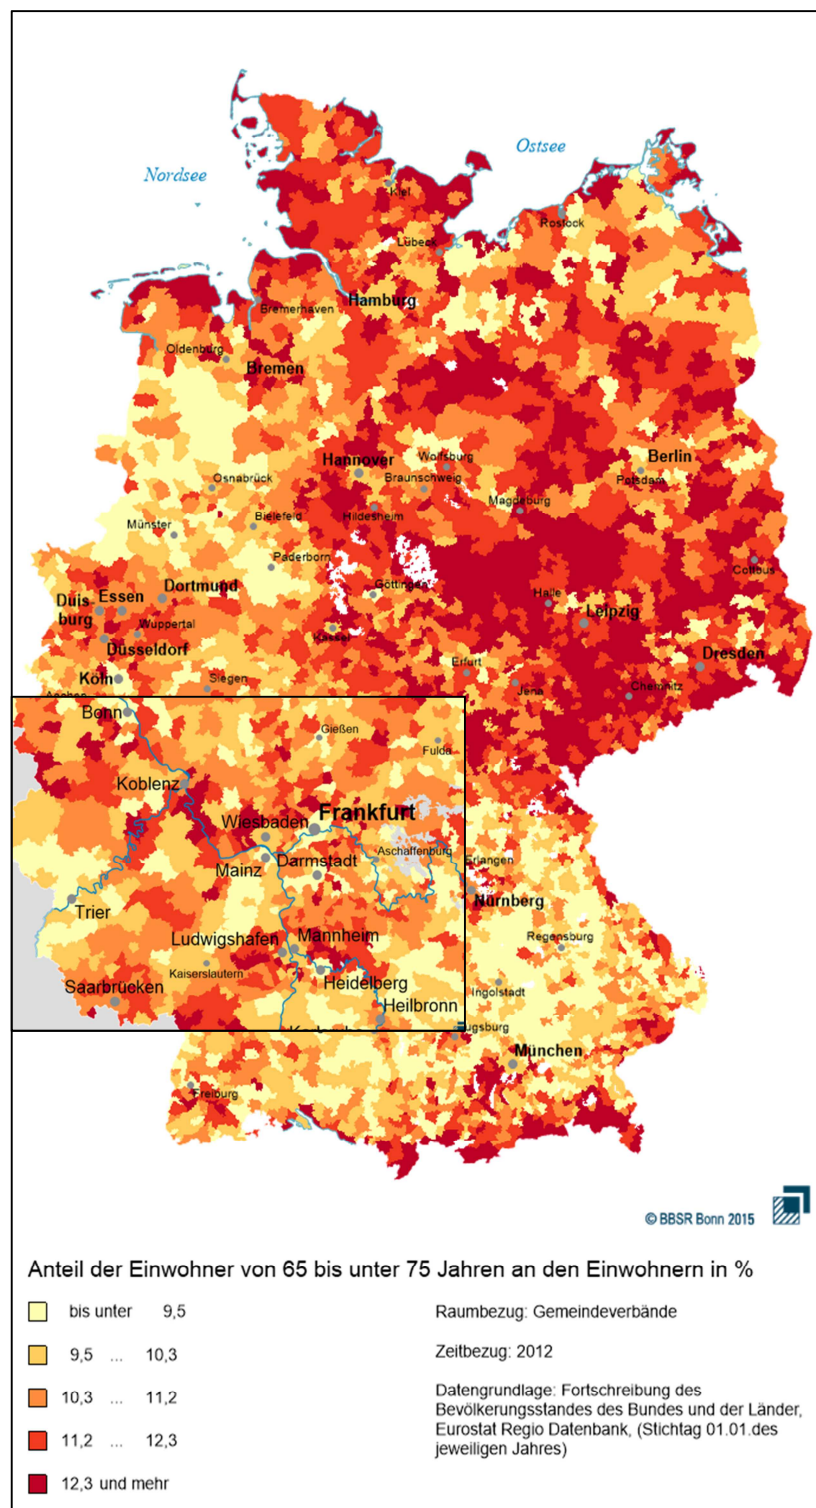 Ostsee
Nordsee
Kiel
Rostock
Lübeck
Hamburg
Bremerhaven
Oldenburg
Bremen
Wolfsburg
Hannover
Berlin
Braunschweig
Potsdam
Osnabrück
Magdeburg
Hildesheim
Bielefeld
Münster
Paderborn
Cottbus
Dortmund
Göttingen
Essen
Duis-
burg
Halle
Leipzig
Wuppertal
Kassel
Düsseldorf
Dresden
Erfurt
Köln
Siegen
Jena
Chemnitz
Aachen
Bonn
Gießen
Fulda
Koblenz
Frankfurt
Wiesbaden
Aschaffenburg
Mainz
Darmstadt
Erlangen
Nürnberg
Trier
Ludwigshafen
Mannheim
Regensburg
Kaiserslautern
Heidelberg
Saarbrücken
Ingolstadt
Heilbronn
Augsburg
München
Freiburg
© BBSR Bonn 2015
Anteil der Einwohner von 65 bis unter 75 Jahren an den Einwohnern in %
bis unter 9,5
9,5 ... 10,3
10,3 ... 11,2
11,2 ... 12,3
12,3 und mehr
Raumbezug: Gemeindeverbände
Zeitbezug: 2012
Datengrundlage: Fortschreibung des
Bevölkerungsstandes des Bundes und der Länder,
Eurostat Regio Datenbank, (Stichtag 01.01.des
jeweiligen Jahres)